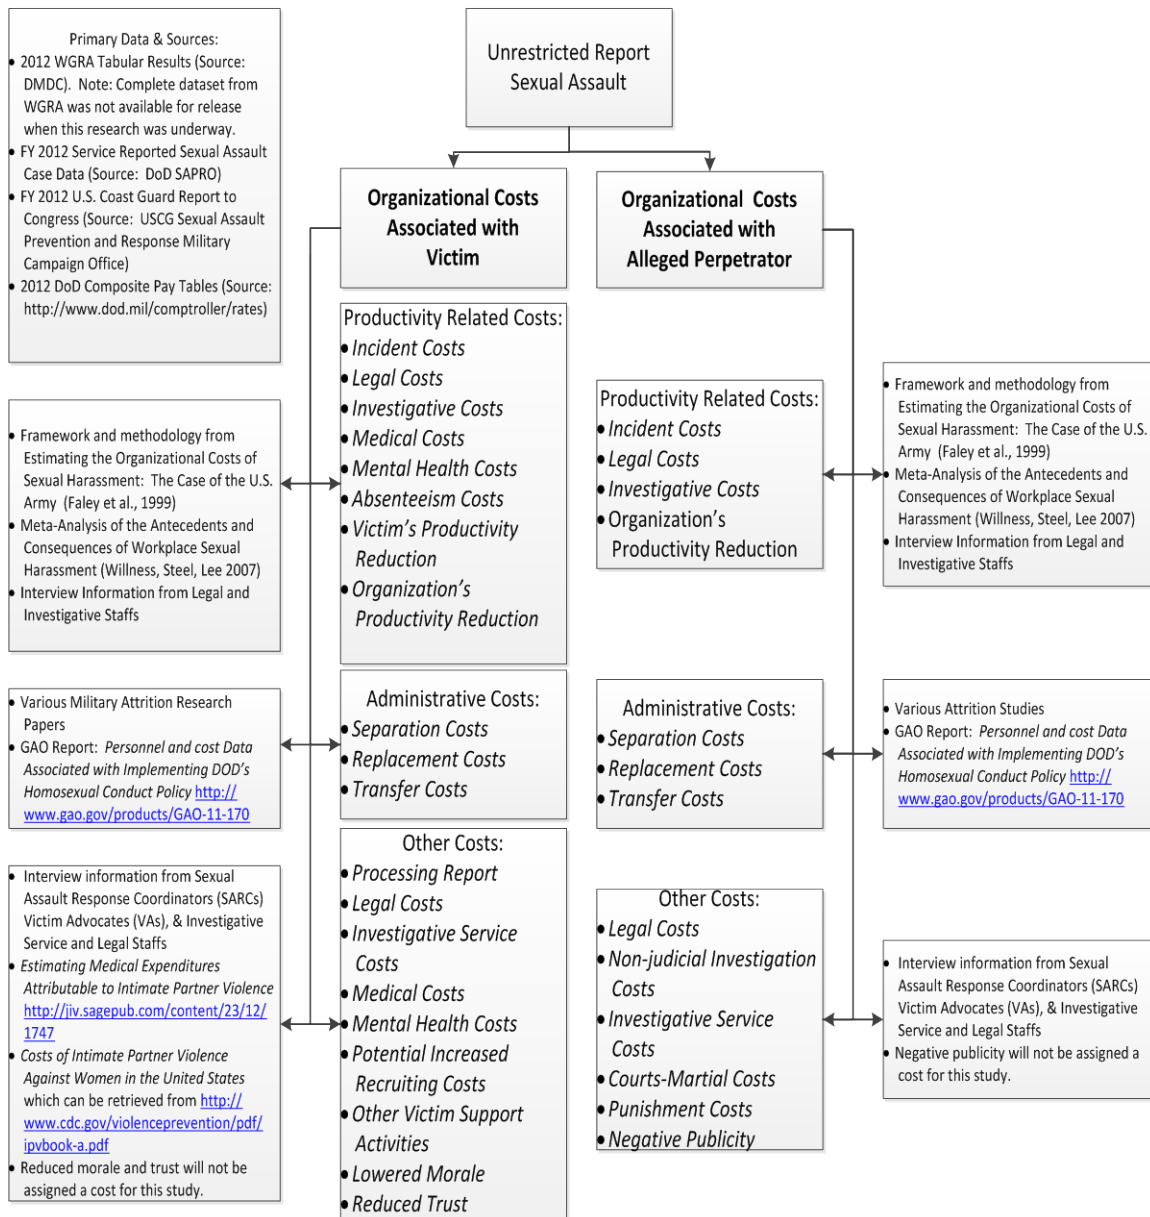 Primary Data & Sources:
• 2012 WGRA Tabular Results (Source:
DMDC). Note: Complete dataset from
WGRA was not available for release
when this research was underway.
• FY 2012 Service Reported Sexual Assault
Case Data (Source: DoD SAPRO)
• FY 2012 U.S. Coast Guard Report to
Congress (Source: USCG Sexual Assault
Prevention and Response Military
Campaign Office)
• 2012 DoD Composite Pay Tables (Source:
http://www.dod.mil/comptroller/rates)
Unrestricted Report
Sexual Assault
Organizational Costs
Associated with
Victim
Organizational Costs
Associated with
Alleged Perpetrator
• Framework and methodology from
Estimating the Organizational Costs of
Sexual Harassment: The Case of the U.S.
Army (Faley et al., 1999)
• Meta-Analysis of the Antecedents and
Consequences of Workplace Sexual
Harassment (Willness, Steel, Lee 2007)
• Interview Information from Legal and
Investigative Staffs
Productivity Related Costs:
• Incident Costs
• Legal Costs
• Investigative Costs
• Medical Costs
• Mental Health Costs
• Absenteeism Costs
• Victim's Productivity
Reduction
• Organization's
Productivity Reduction
Productivity Related Costs:
• Incident Costs
• Legal Costs
• Investigative Costs
• Organization's
Productivity Reduction
• Framework and methodology from
Estimating the Organizational Costs of
Sexual Harassment: The Case of the U.S.
Army (Faley et al., 1999)
• Meta-Analysis of the Antecedents and
Consequences of Workplace Sexual
Harassment (Willness, Steel, Lee 2007)
• Interview Information from Legal and
Investigative Staffs
• Various Military Attrition Research
Papers
• GAO Report: Personnel and cost Data
Associated with Implementing DOD's
Homosexual Conduct Policy http://
www.gao.gov/products/GAO-11-170
Administrative Costs:
• Separation Costs
• Replacement Costs
• Transfer Costs
Administrative Costs:
• Separation Costs
• Replacement Costs
• Transfer Costs
• Various Attrition Studies
• GAO Report: Personnel and cost Data
Associated with Implementing DOD's
Homosexual Conduct Policy http://
www.gao.gov/products/GAO-11-170
• Interview information from Sexual
Assault Response Coordinators (SARCs)
Victim Advocates (VAs), & Investigative
Service and Legal Staffs
• Estimating Medical Expenditures
Attributable to Intimate Partner Violence
http://jiv.sagepub.com/content/23/12/
1747
• Costs of Intimate Partner Violence
Against Women in the United States
which can be retrieved from http://
www.cdc.gov/violenceprevention/pdf/
ipvbook-a.pdf
• Reduced morale and trust will not be
assigned a cost for this study.
Other Costs:
• Processing Report
• Legal Costs
• Investigative Service
Costs
• Medical Costs
• Mental Health Costs
• Potential Increased
Recruiting Costs
• Other Victim Support
Activities
• Lowered Morale
• Reduced Trust
Other Costs:
• Legal Costs
• Non-judicial Investigation
Costs
• Investigative Service
Costs
• Courts-Martial Costs
• Punishment Costs
• Negative Publicity
• Interview information from Sexual
Assault Response Coordinators (SARCs)
Victim Advocates (VAs), & Investigative
Service and Legal Staffs
• Negative publicity will not be assigned a
cost for this study.